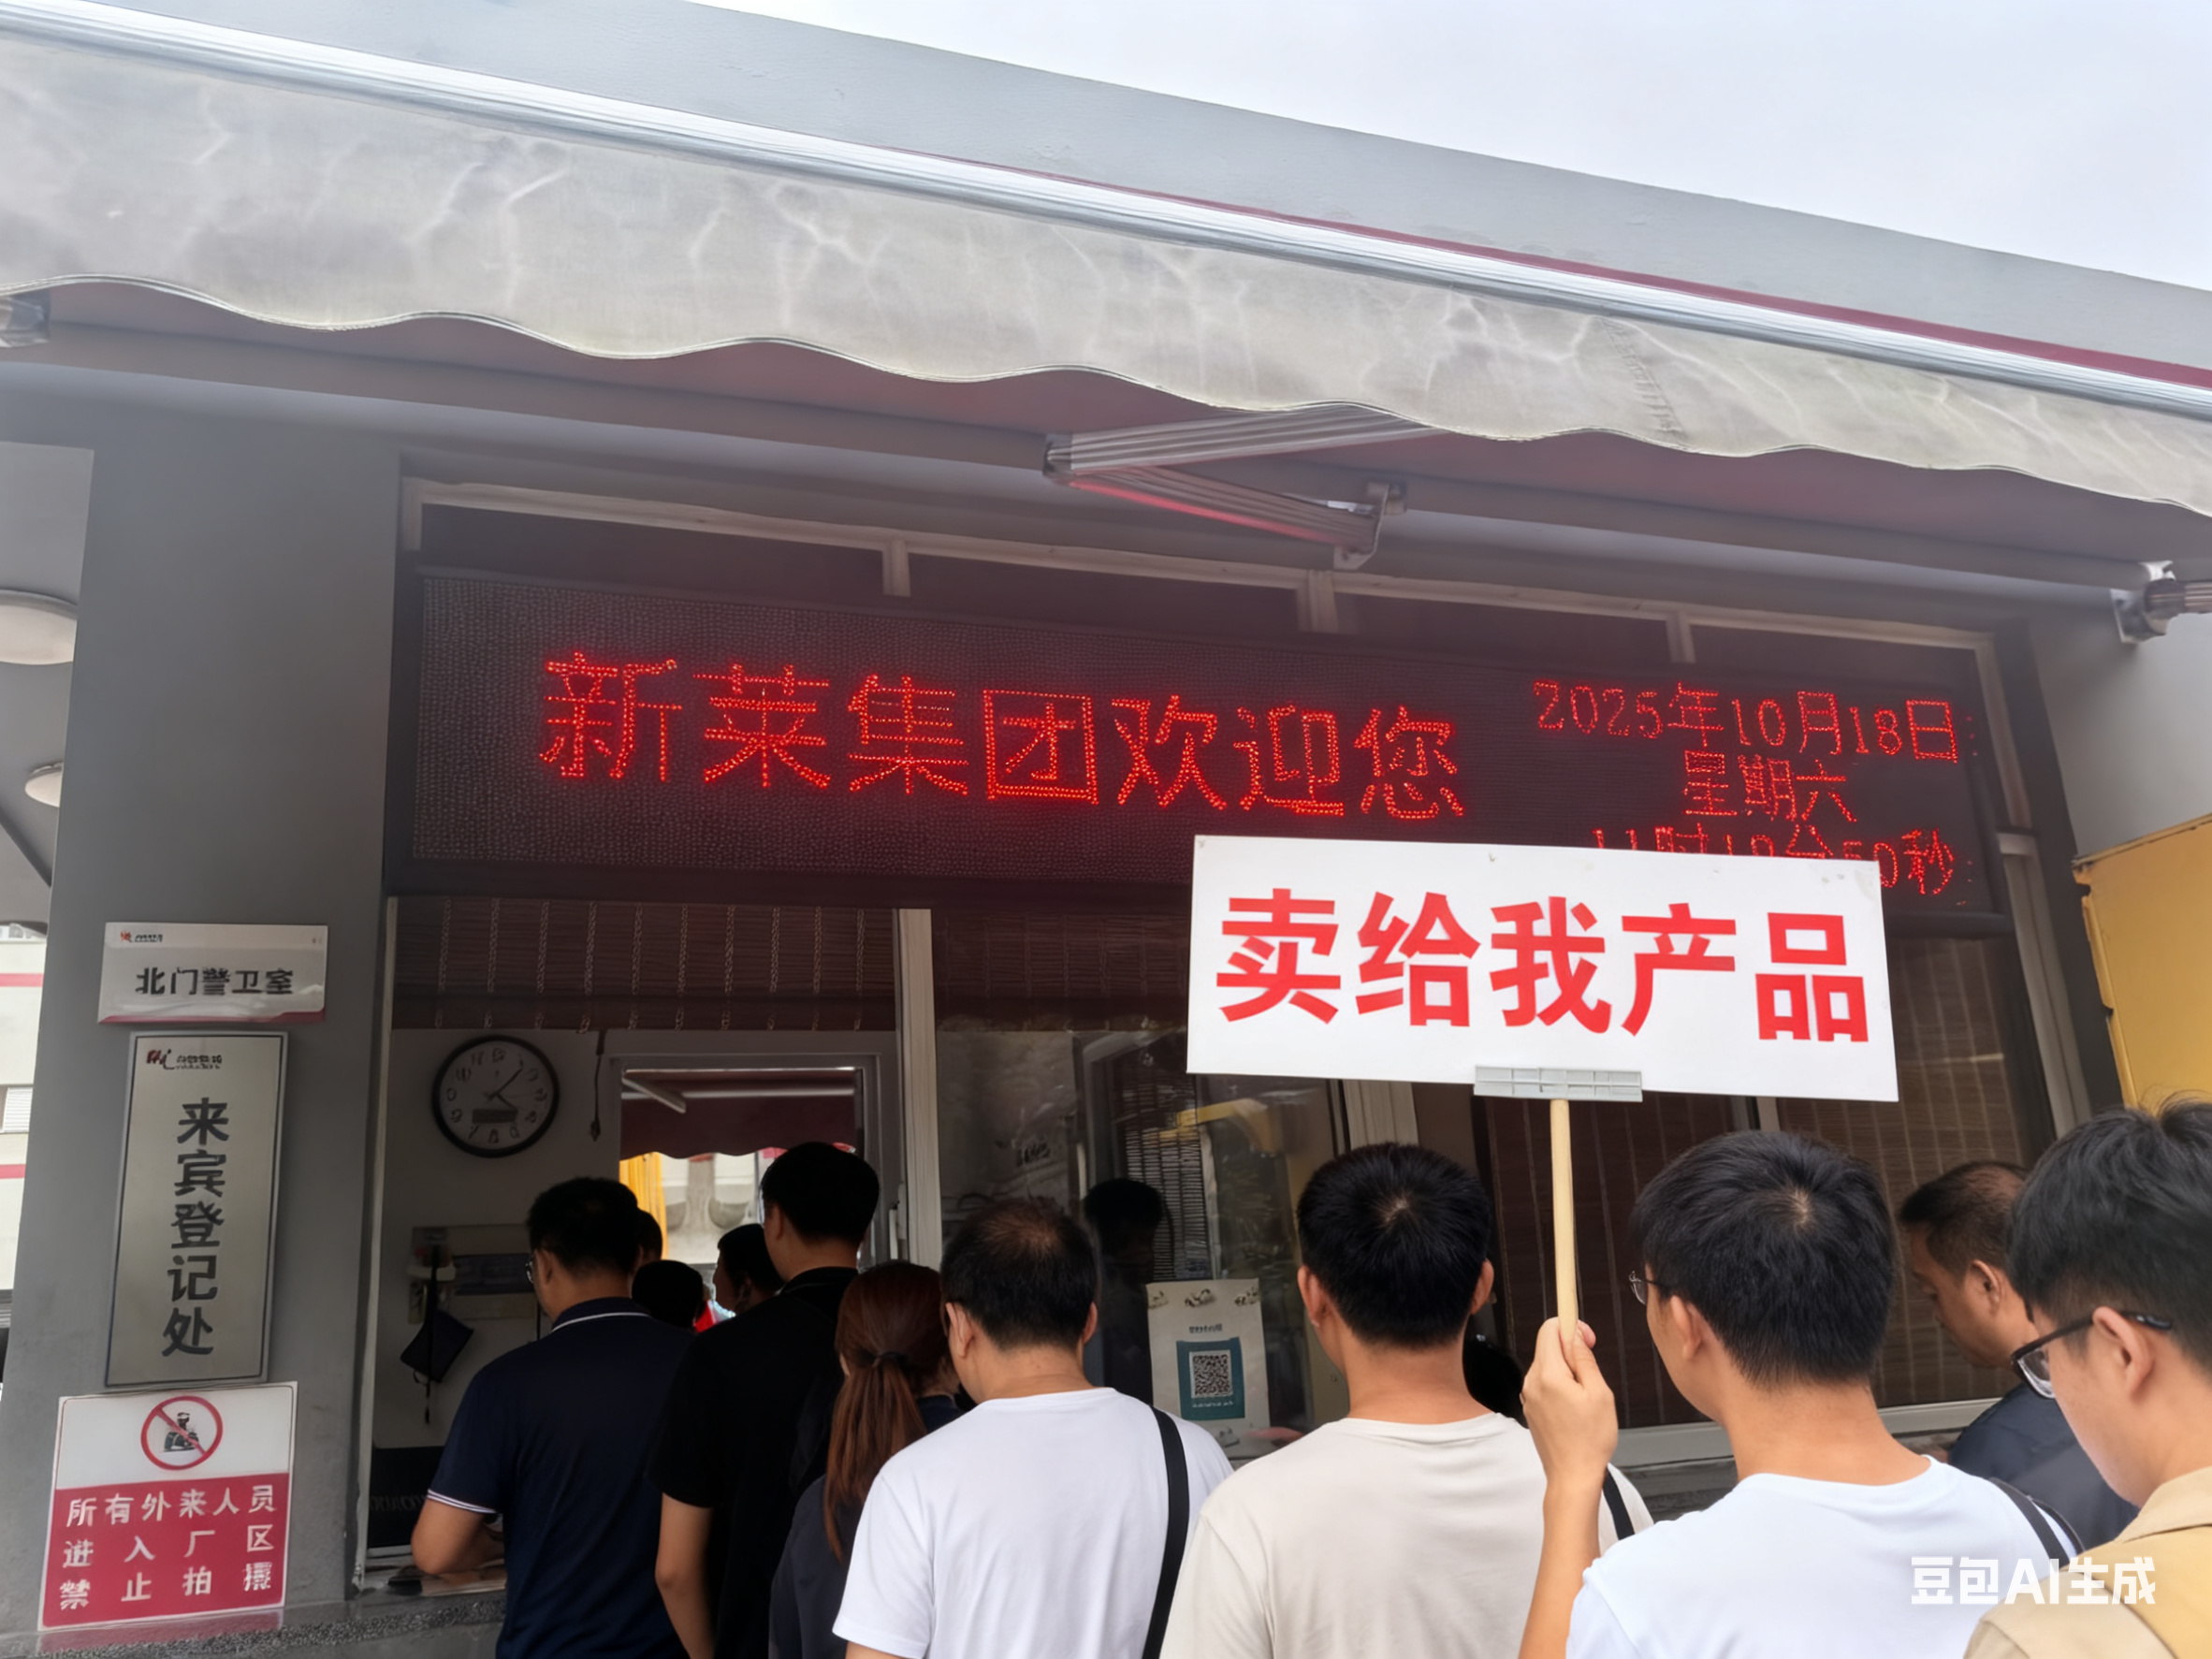 新莱集团欢迎您
2025年10月18日
星期六
秒
卖给我产品
北门警卫室
来宾登记处
所有外来人员
进入厂区
禁止拍摄
豆包AI生成